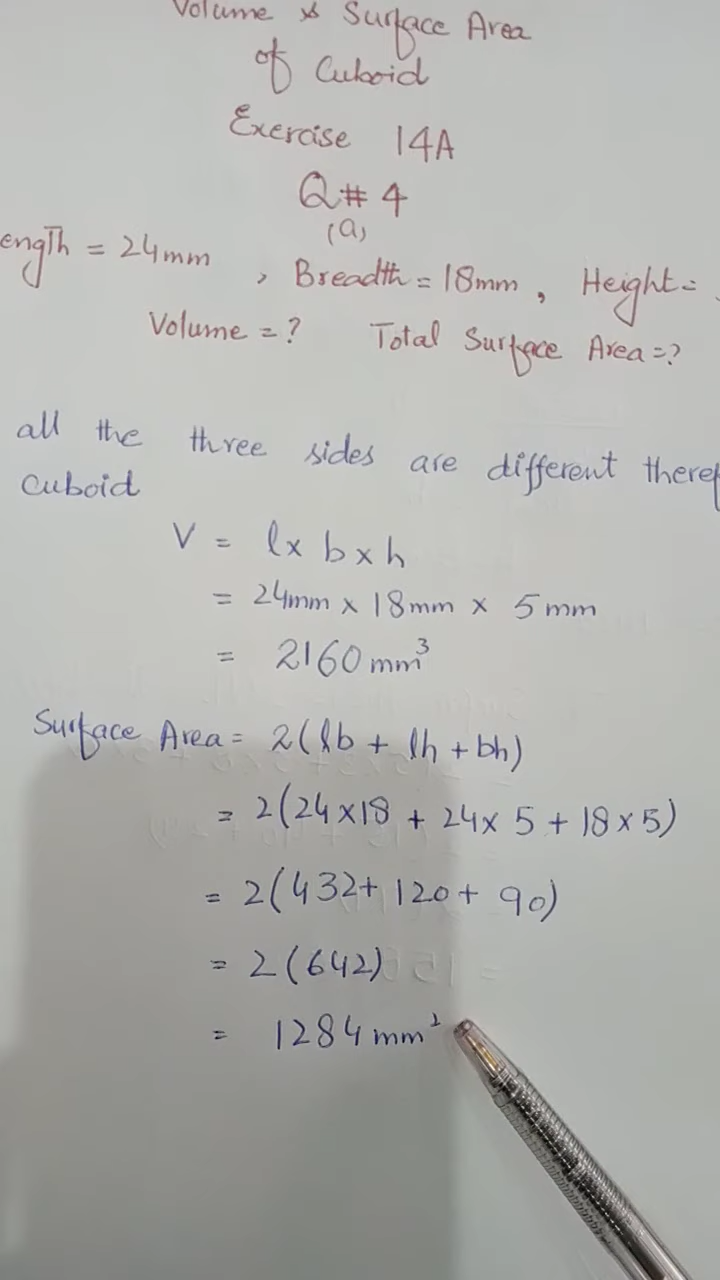 Volume & Surface Area
of Cuboid
Exercise 14A
Q# 4
(a)
ength = 24mm , Breadth = 18mm , Height =
Volume = ? Total Surface Area = ?
all the three sides are different theref
Cuboid
V = l x b x h
= 24mm x 18mm x 5mm
= 2160 mm³
Surface Area = 2(lb + lh + bh)
= 2(24x18 + 24x 5 + 18x5)
= 2(432+ 120+ 90)
= 2(642)
= 1284 mm²